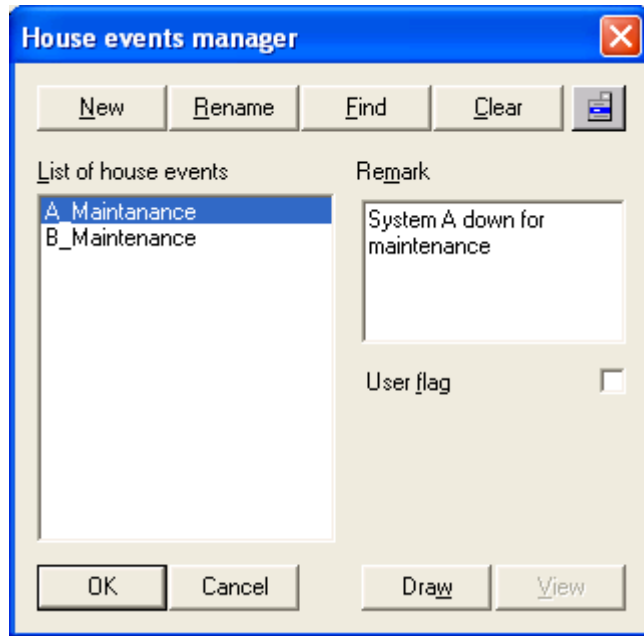 House events manager
New Rename Find Clear
List of house events
A_Maintanance
B_Maintenance
Remark
System A down for
maintenance
User flag
OK Cancel Draw View